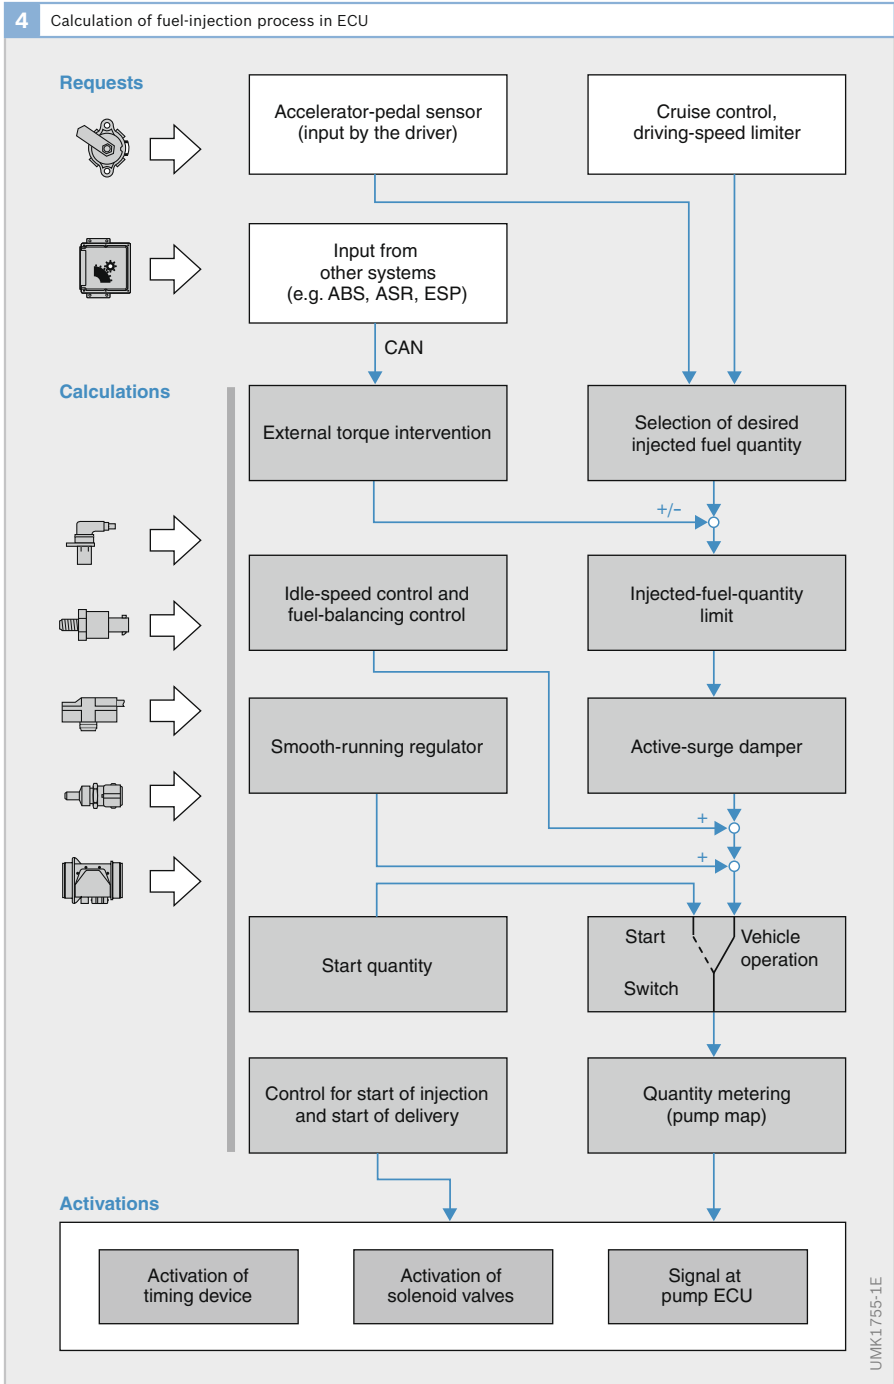 4
Calculation of fuel-injection process in ECU
Requests
Accelerator-pedal sensor
(input by the driver)
Cruise control,
driving-speed limiter
Input from
other systems
(e.g. ABS, ASR, ESP)
CAN
Calculations
External torque intervention
Selection of desired
injected fuel quantity
+/–
Idle-speed control and
fuel-balancing control
Injected-fuel-quantity
limit
Smooth-running regulator
Active-surge damper
+
+
Start quantity
Start
Vehicle
operation
Switch
Control for start of injection
and start of delivery
Quantity metering
(pump map)
Activations
Activation of
timing device
Activation of
solenoid valves
Signal at
pump ECU
UMK1755-1E